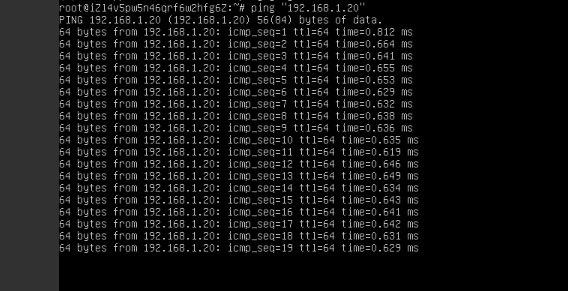 root@iZ14v5pw5n46qrf6w2hfg6Z:~# ping "192.168.1.20"
PING 192.168.1.20 (192.168.1.20) 56(84) bytes of data.
64 bytes from 192.168.1.20: icmp_seq=1 ttl=64 time=0.812 ms
64 bytes from 192.168.1.20: icmp_seq=2 ttl=64 time=0.664 ms
64 bytes from 192.168.1.20: icmp_seq=3 ttl=64 time=0.641 ms
64 bytes from 192.168.1.20: icmp_seq=4 ttl=64 time=0.655 ms
64 bytes from 192.168.1.20: icmp_seq=5 ttl=64 time=0.653 ms
64 bytes from 192.168.1.20: icmp_seq=6 ttl=64 time=0.629 ms
64 bytes from 192.168.1.20: icmp_seq=7 ttl=64 time=0.632 ms
64 bytes from 192.168.1.20: icmp_seq=8 ttl=64 time=0.638 ms
64 bytes from 192.168.1.20: icmp_seq=9 ttl=64 time=0.636 ms
64 bytes from 192.168.1.20: icmp_seq=10 ttl=64 time=0.635 ms
64 bytes from 192.168.1.20: icmp_seq=11 ttl=64 time=0.619 ms
64 bytes from 192.168.1.20: icmp_seq=12 ttl=64 time=0.646 ms
64 bytes from 192.168.1.20: icmp_seq=13 ttl=64 time=0.649 ms
64 bytes from 192.168.1.20: icmp_seq=14 ttl=64 time=0.634 ms
64 bytes from 192.168.1.20: icmp_seq=15 ttl=64 time=0.643 ms
64 bytes from 192.168.1.20: icmp_seq=16 ttl=64 time=0.641 ms
64 bytes from 192.168.1.20: icmp_seq=17 ttl=64 time=0.642 ms
64 bytes from 192.168.1.20: icmp_seq=18 ttl=64 time=0.631 ms
64 bytes from 192.168.1.20: icmp_seq=19 ttl=64 time=0.629 ms